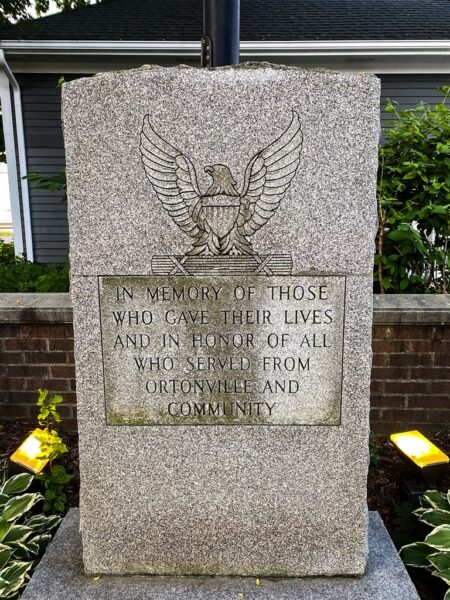 IN MEMORY OF THOSE
WHO GAVE THEIR LIVES
AND IN HONOR OF ALL
WHO SERVED FROM
ORTONVILLE AND
COMMUNITY